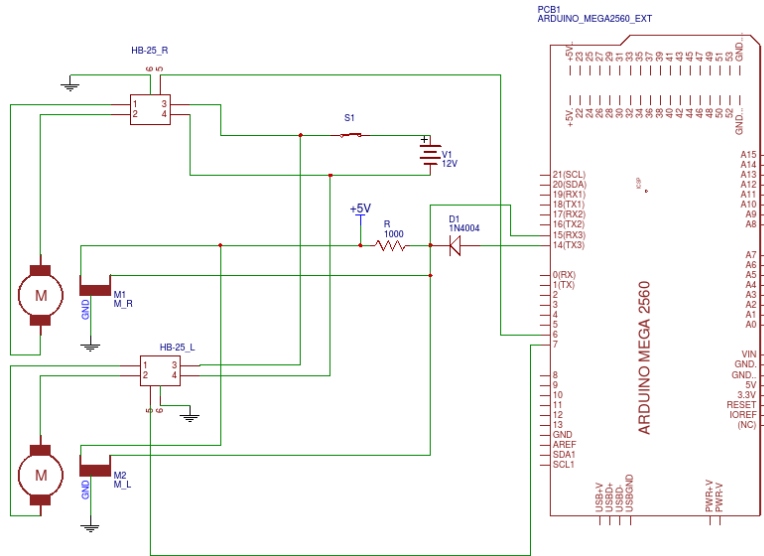 PCB1
ARDUINO_MEGA2560_EXT
HB-25_R
6 5
1 3
2 4
S1
+
V1
12V
+5V
R
1000
D1
1N4004
M
M1
M_R
GND
HB-25_L
1 3
2 4
5 6
M
M2
M_L
GND
+5V. 23 25 27 29 31 33 35 37 39 41 43 45 47 49 51 53 GND...
+5V. 22 24 26 28 30 32 34 36 38 40 42 44 46 48 50 52 GND...
21(SCL)
20(SDA)
19(RX1)
18(TX1)
17(RX2)
16(TX2)
15(RX3)
14(TX3)
0(RX)
1(TX)
2
3
4
5
6
7
8
9
10
11
12
13
GND
AREF
SDA1
SCL1
ARDUINO MEGA 2560
A15
A14
A13
A12
A11
A10
A9
A8
A7
A6
A5
A4
A3
A2
A1
A0
VIN
GND.
GND..
5V
3.3V
RESET
IOREF
(NC)
USB+V
USBD+
USBD-
USBGND
PWR+V
PWR-V